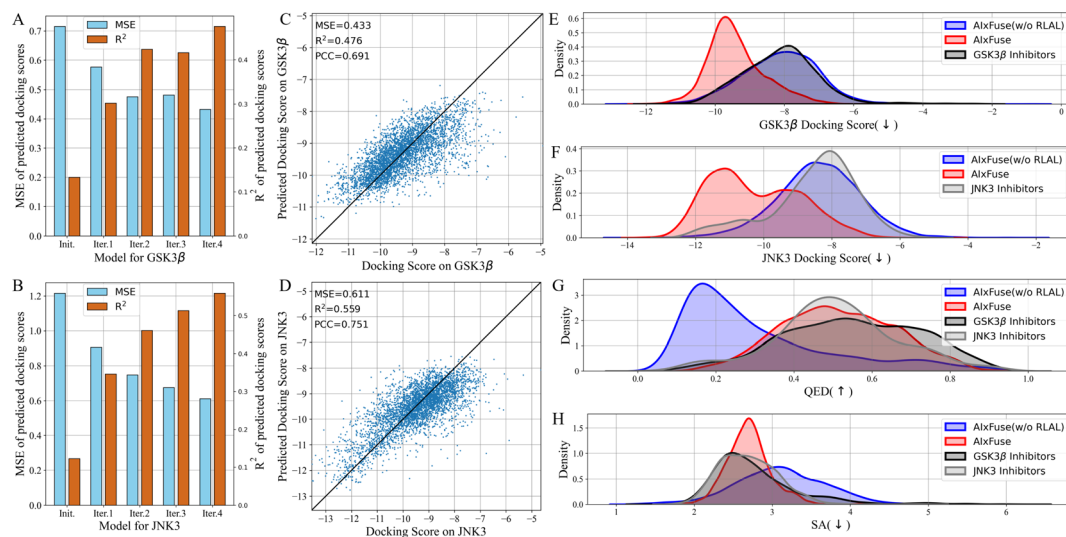 A
MSE of predicted docking scores
0.7
0.6
0.5
0.4
0.3
0.2
0.1
0.0
MSE
R²
0.4
0.3
0.2
0.1
0.0
R² of predicted docking scores
Init.
Iter.1
Iter.2
Iter.3
Iter.4
Model for GSK3β
B
MSE of predicted docking scores
1.2
1.0
0.8
0.6
0.4
0.2
0.0
MSE
R²
0.5
0.4
0.3
0.2
0.1
0.0
R² of predicted docking scores
Init.
Iter.1
Iter.2
Iter.3
Iter.4
Model for JNK3
C
MSE=0.433
R²=0.476
PCC=0.691
Predicted Docking Score on GSK3β
−5
−6
−7
−8
−9
−10
−11
−12
−12
−11
−10
−9
−8
−7
−6
−5
Docking Score on GSK3β
D
MSE=0.611
R²=0.559
PCC=0.751
Predicted Docking Score on JNK3
−5
−6
−7
−8
−9
−10
−11
−12
−13
−13
−12
−11
−10
−9
−8
−7
−6
−5
Docking Score on JNK3
E
Density
0.6
0.5
0.4
0.3
0.2
0.1
0.0
AIxFuse(w/o RLAL)
AIxFuse
GSK3β Inhibitors
−12
−10
−8
−6
−4
−2
0
GSK3β Docking Score(↓)
F
Density
0.4
0.3
0.2
0.1
0.0
AIxFuse(w/o RLAL)
AIxFuse
JNK3 Inhibitors
−14
−12
−10
−8
−6
−4
−2
JNK3 Docking Score(↓)
G
Density
3
2
1
0
AIxFuse(w/o RLAL)
AIxFuse
GSK3β Inhibitors
JNK3 Inhibitors
0.0
0.2
0.4
0.6
0.8
1.0
QED(↑)
H
Density
1.5
1.0
0.5
0.0
AIxFuse(w/o RLAL)
AIxFuse
GSK3β Inhibitors
JNK3 Inhibitors
1
2
3
4
5
6
SA(↓)